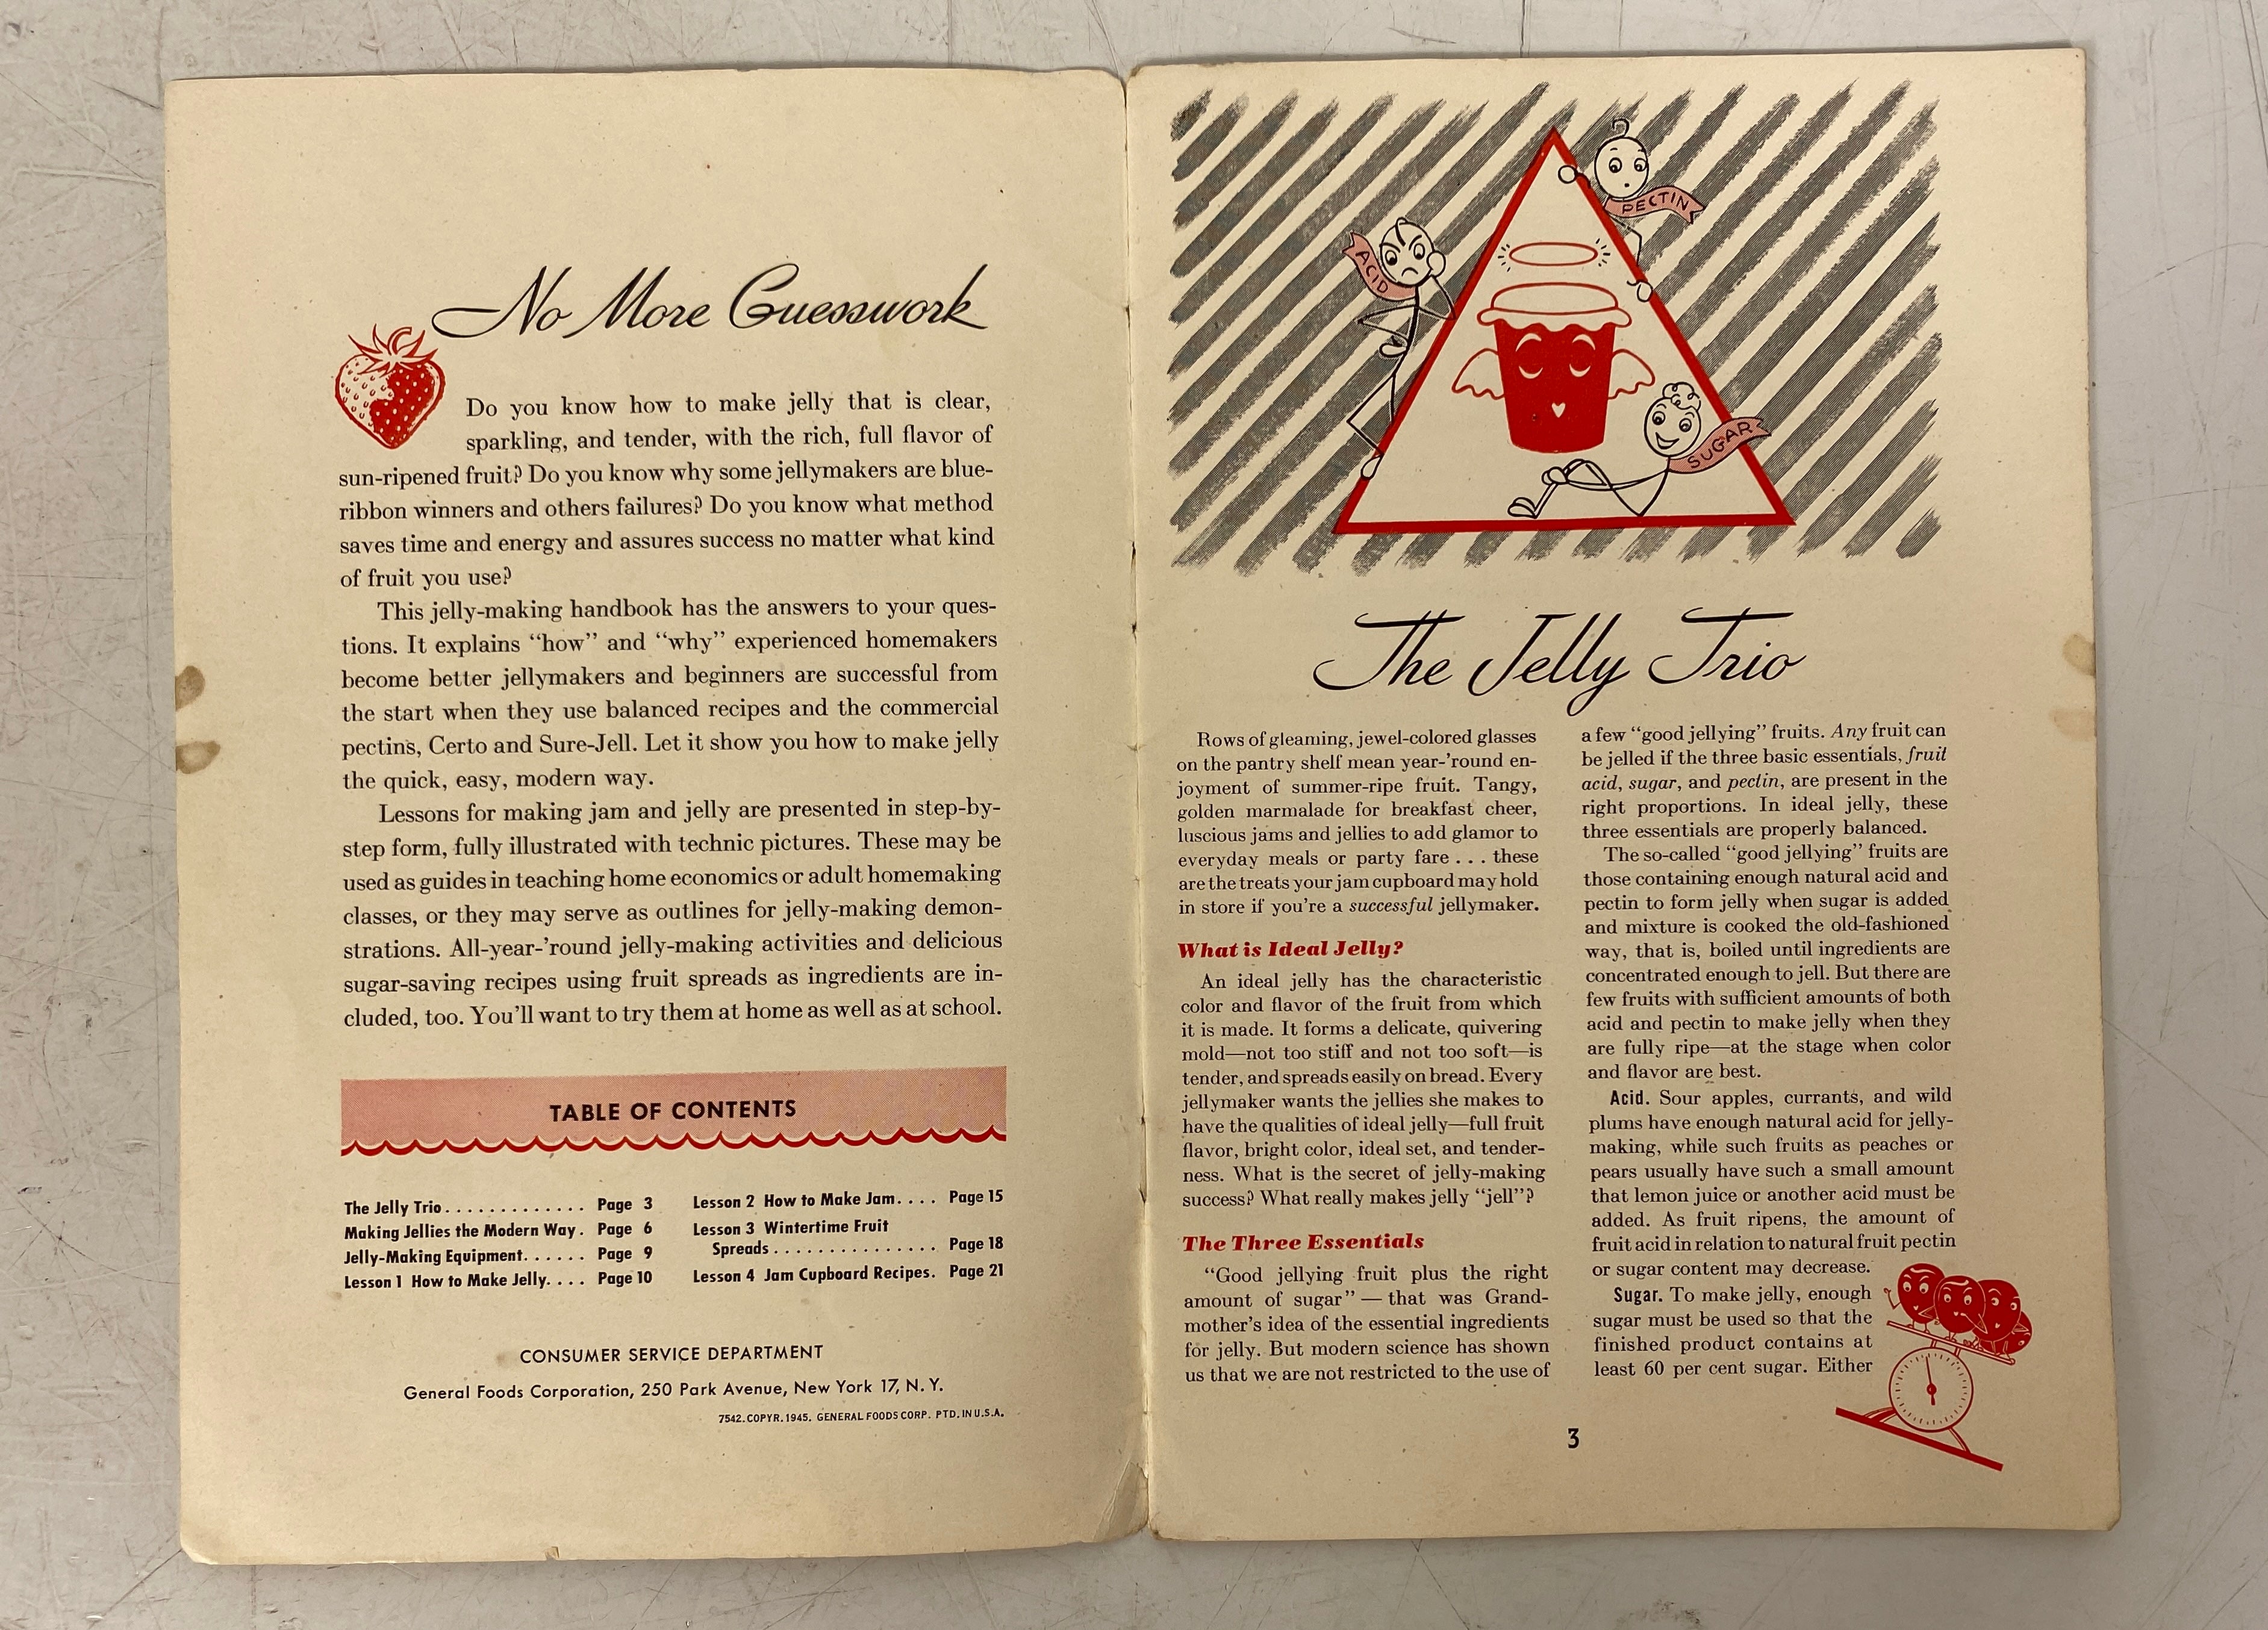 No More Guesswork
Do you know how to make jelly that is clear,
sparkling, and tender, with the rich, full flavor of
sun-ripened fruit? Do you know why some jellymakers are blue-
ribbon winners and others failures? Do you know what method
saves time and energy and assures success no matter what kind
of fruit you use?
This jelly-making handbook has the answers to your ques-
tions. It explains “how” and “why” experienced homemakers
become better jellymakers and beginners are successful from
the start when they use balanced recipes and the commercial
pectins, Certo and Sure-Jell. Let it show you how to make jelly
the quick, easy, modern way.
Lessons for making jam and jelly are presented in step-by-
step form, fully illustrated with technic pictures. These may be
used as guides in teaching home economics or adult homemaking
classes, or they may serve as outlines for jelly-making demon-
strations. All-year-’round jelly-making activities and delicious
sugar-saving recipes using fruit spreads as ingredients are in-
cluded, too. You’ll want to try them at home as well as at school.
TABLE OF CONTENTS
The Jelly Trio . . . . . . . . . . . . . Page 3
Making Jellies the Modern Way . Page 6
Jelly-Making Equipment. . . . . . Page 9
Lesson 1 How to Make Jelly. . . . Page 10
Lesson 2 How to Make Jam. . . . Page 15
Lesson 3 Wintertime Fruit
Spreads . . . . . . . . . . . . . . . Page 18
Lesson 4 Jam Cupboard Recipes. Page 21
CONSUMER SERVICE DEPARTMENT
General Foods Corporation, 250 Park Avenue, New York 17, N. Y.
7542. COPYR. 1945. GENERAL FOODS CORP. PTD. IN U.S.A.
PECTIN
ACID
SUGAR
The Jelly Trio
Rows of gleaming, jewel-colored glasses
on the pantry shelf mean year-’round en-
joyment of summer-ripe fruit. Tangy,
golden marmalade for breakfast cheer,
luscious jams and jellies to add glamor to
everyday meals or party fare . . . these
are the treats your jam cupboard may hold
in store if you’re a successful jellymaker.
What is Ideal Jelly?
An ideal jelly has the characteristic
color and flavor of the fruit from which
it is made. It forms a delicate, quivering
mold—not too stiff and not too soft—is
tender, and spreads easily on bread. Every
jellymaker wants the jellies she makes to
have the qualities of ideal jelly—full fruit
flavor, bright color, ideal set, and tender-
ness. What is the secret of jelly-making
success? What really makes jelly “jell”?
The Three Essentials
“Good jellying fruit plus the right
amount of sugar” — that was Grand-
mother’s idea of the essential ingredients
for jelly. But modern science has shown
us that we are not restricted to the use of
a few “good jellying” fruits. Any fruit can
be jelled if the three basic essentials, fruit
acid, sugar, and pectin, are present in the
right proportions. In ideal jelly, these
three essentials are properly balanced.
The so-called “good jellying” fruits are
those containing enough natural acid and
pectin to form jelly when sugar is added
and mixture is cooked the old-fashioned
way, that is, boiled until ingredients are
concentrated enough to jell. But there are
few fruits with sufficient amounts of both
acid and pectin to make jelly when they
are fully ripe—at the stage when color
and flavor are best.
Acid. Sour apples, currants, and wild
plums have enough natural acid for jelly-
making, while such fruits as peaches or
pears usually have such a small amount
that lemon juice or another acid must be
added. As fruit ripens, the amount of
fruit acid in relation to natural fruit pectin
or sugar content may decrease.
Sugar. To make jelly, enough
sugar must be used so that the
finished product contains at
least 60 per cent sugar. Either
3